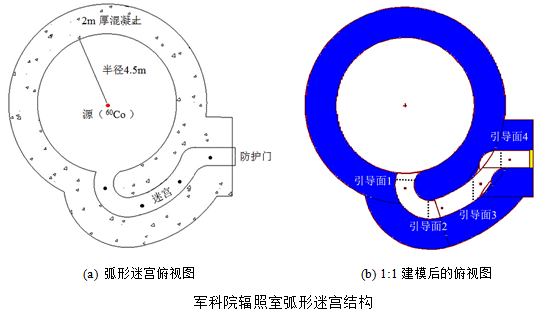 2m 厚混凝土
半径4.5m
源（⁶⁰Co）
防护门
迷宫
引导面4
引导面1
引导面3
引导面2
(a) 弧形迷宫俯视图
(b) 1:1 建模后的俯视图
军科院辐照室弧形迷宫结构